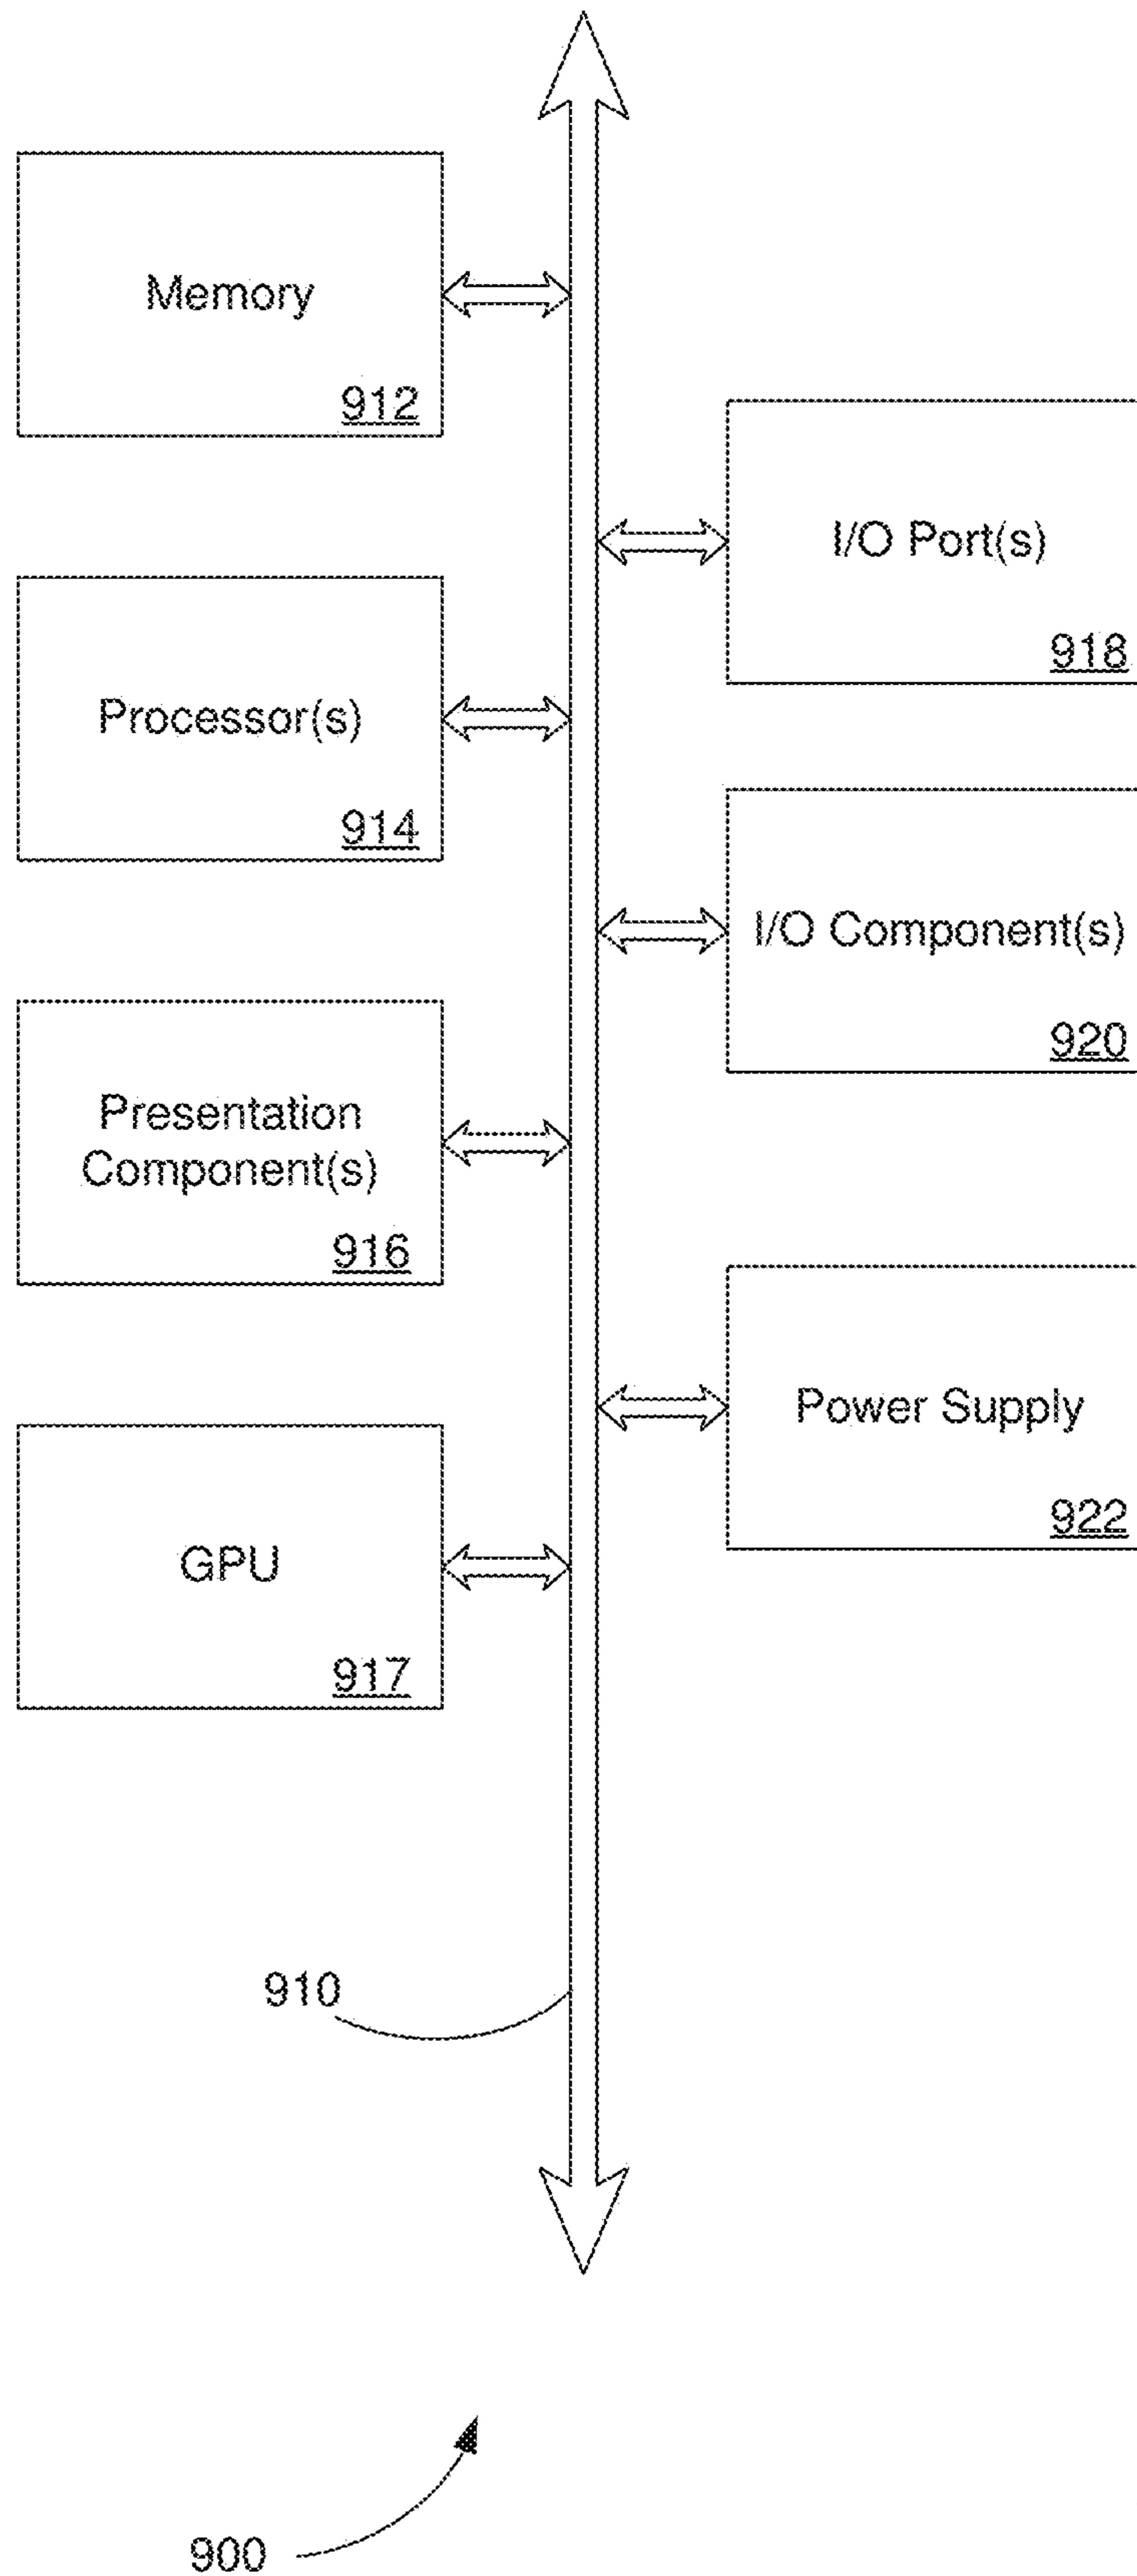 Memory
912
Processor(s)
914
Presentation
Component(s)
916
GPU
917
I/O Port(s)
918
I/O Component(s)
920
Power Supply
922
910
900